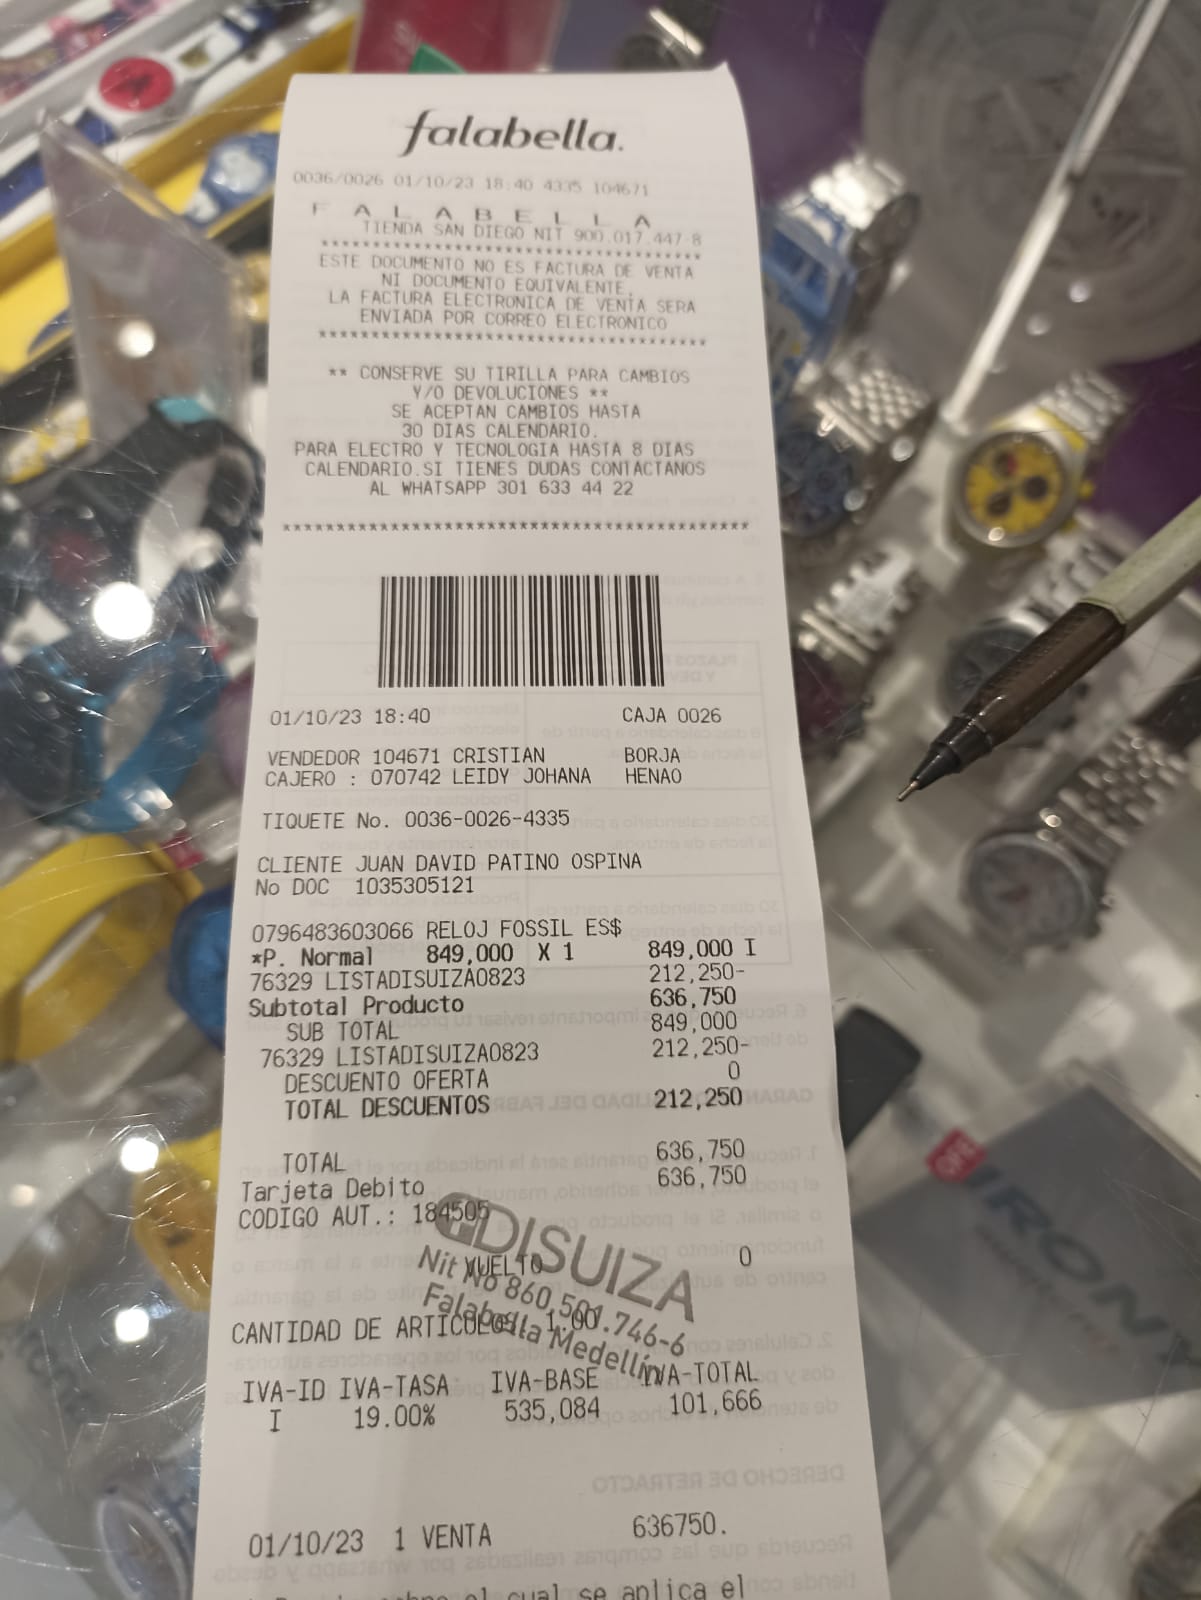 falabella.
0036/0026 01/10/23 18:40 4335 104671
F A L A B E L L A
TIENDA SAN DIEGO NIT 900.017.447-8
******************************************
ESTE DOCUMENTO NO ES FACTURA DE VENTA
NI DOCUMENTO EQUIVALENTE,
LA FACTURA ELECTRONICA DE VENTA SERA
ENVIADA POR CORREO ELECTRONICO
******************************************
** CONSERVE SU TIRILLA PARA CAMBIOS
Y/O DEVOLUCIONES **
SE ACEPTAN CAMBIOS HASTA
30 DIAS CALENDARIO.
PARA ELECTRO Y TECNOLOGIA HASTA 8 DIAS
CALENDARIO.SI TIENES DUDAS CONTACTANOS
AL WHATSAPP 301 633 44 22
******************************************
01/10/23 18:40 CAJA 0026
VENDEDOR 104671 CRISTIAN BORJA
CAJERO : 070742 LEIDY JOHANA HENAO
TIQUETE No. 0036-0026-4335
CLIENTE JUAN DAVID PATINO OSPINA
No DOC 1035305121
0796483603066 RELOJ FOSSIL ES$
*P. Normal 849,000 X 1 849,000 I
76329 LISTADISUIZA0823 212,250-
Subtotal Producto 636,750
SUB TOTAL 849,000
76329 LISTADISUIZA0823 212,250-
DESCUENTO OFERTA 0
TOTAL DESCUENTOS 212,250
TOTAL 636,750
Tarjeta Debito 636,750
CODIGO AUT.: 184505
DISUIZA
VUELTO 0
Nit No 860.501.746-6
Falabella Medellín
CANTIDAD DE ARTICULOS: 1.00
IVA-ID IVA-TASA IVA-BASE IVA-TOTAL
I 19.00% 535,084 101,666
01/10/23 1 VENTA 636750.
el cual se aplica el
IRONY